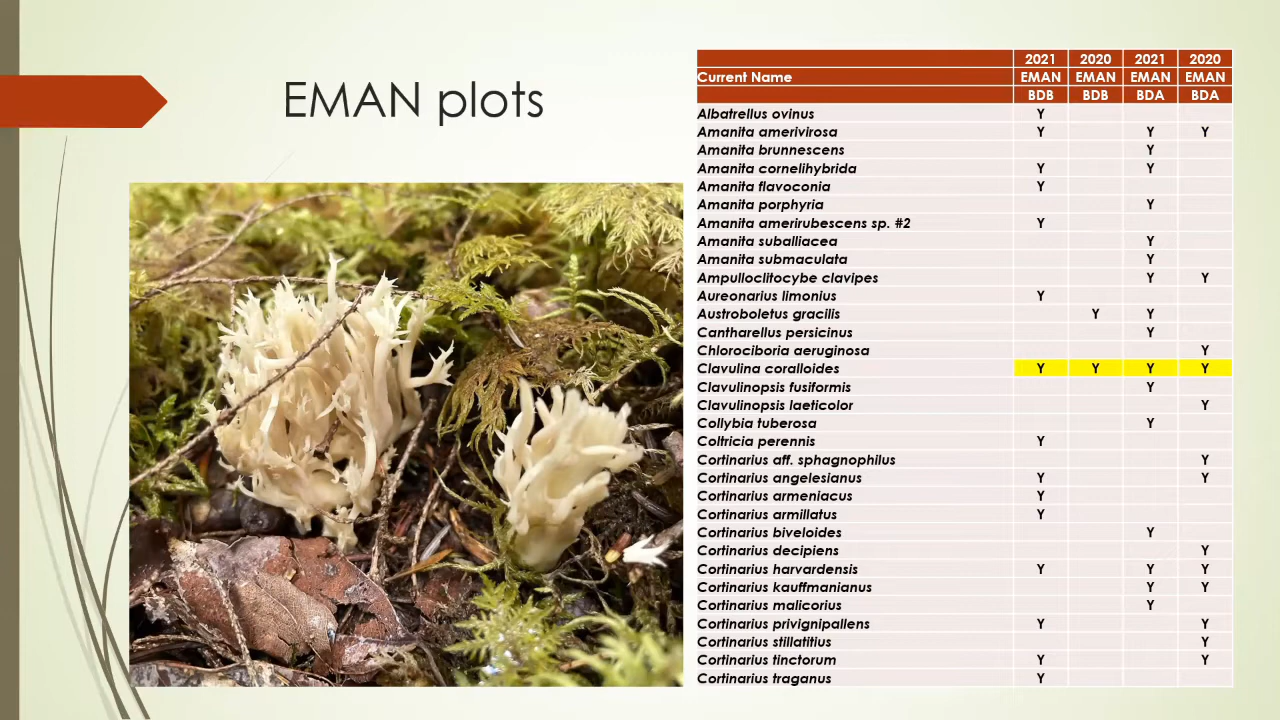 EMAN plots
2021 2020 2021 2020
Current Name EMAN EMAN EMAN EMAN
BDB BDB BDA BDA
Albatrellus ovinus Y
Amanita amerivirosa Y Y Y
Amanita brunnescens Y
Amanita cornelihybrida Y Y
Amanita flavoconia Y
Amanita porphyria Y
Amanita amerirubescens sp. #2 Y
Amanita suballiacea Y
Amanita submaculata Y
Ampulloclitocybe clavipes Y Y
Aureonarius limonius Y
Austroboletus gracilis Y Y
Cantharellus persicinus Y
Chlorociboria aeruginosa Y
Clavulina coralloides Y Y Y Y
Clavulinopsis fusiformis Y
Clavulinopsis laeticolor Y
Collybia tuberosa Y
Coltricia perennis Y
Cortinarius aff. sphagnophilus Y
Cortinarius angelesianus Y Y
Cortinarius armeniacus Y
Cortinarius armillatus Y
Cortinarius biveloides Y
Cortinarius decipiens Y
Cortinarius harvardensis Y Y Y
Cortinarius kauffmanianus Y Y
Cortinarius malicorius Y
Cortinarius privignipallens Y Y
Cortinarius stillatitius Y
Cortinarius tinctorum Y Y
Cortinarius traganus Y